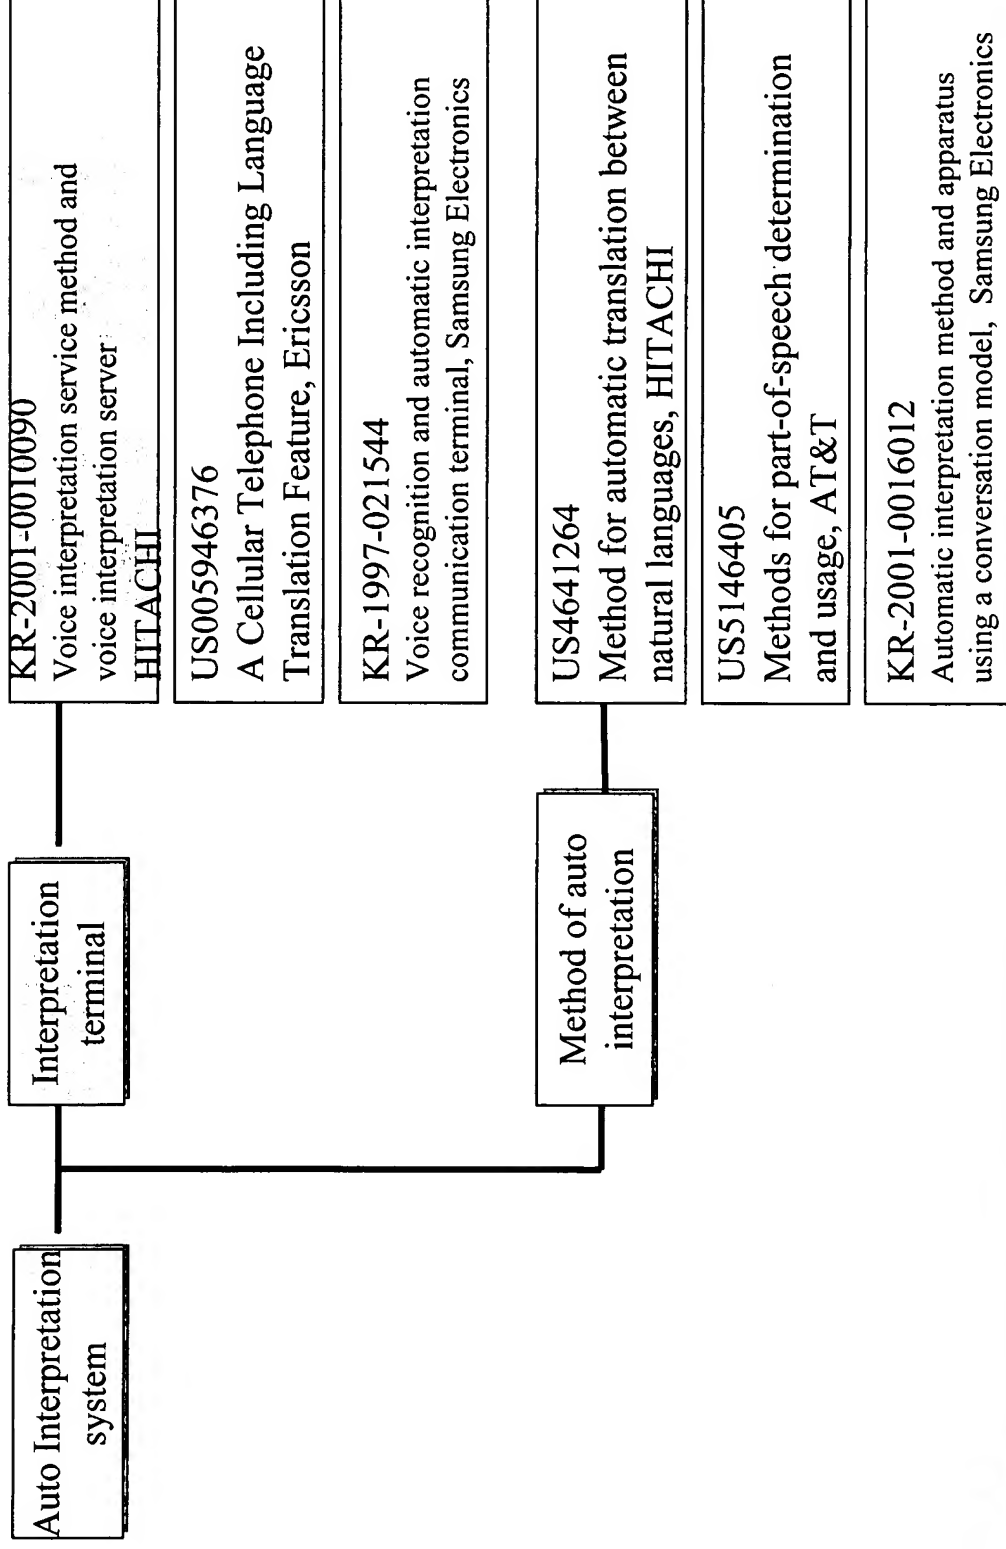 Auto Interpretation
system
Interpretation
terminal
KR-2001-0010090
Voice interpretation service method and
voice interpretation server
HITACHI
US005946376
A Cellular Telephone Including Language
Translation Feature, Ericsson
KR-1997-021544
Voice recognition and automatic interpretation
communication terminal, Samsung Electronics
Method of auto
interpretation
US4641264
Method for automatic translation between
natural languages, HITACHI
US5146405
Methods for part-of-speech determination
and usage, AT&T
KR-2001-0016012
Automatic interpretation method and apparatus
using a conversation model, Samsung Electronics